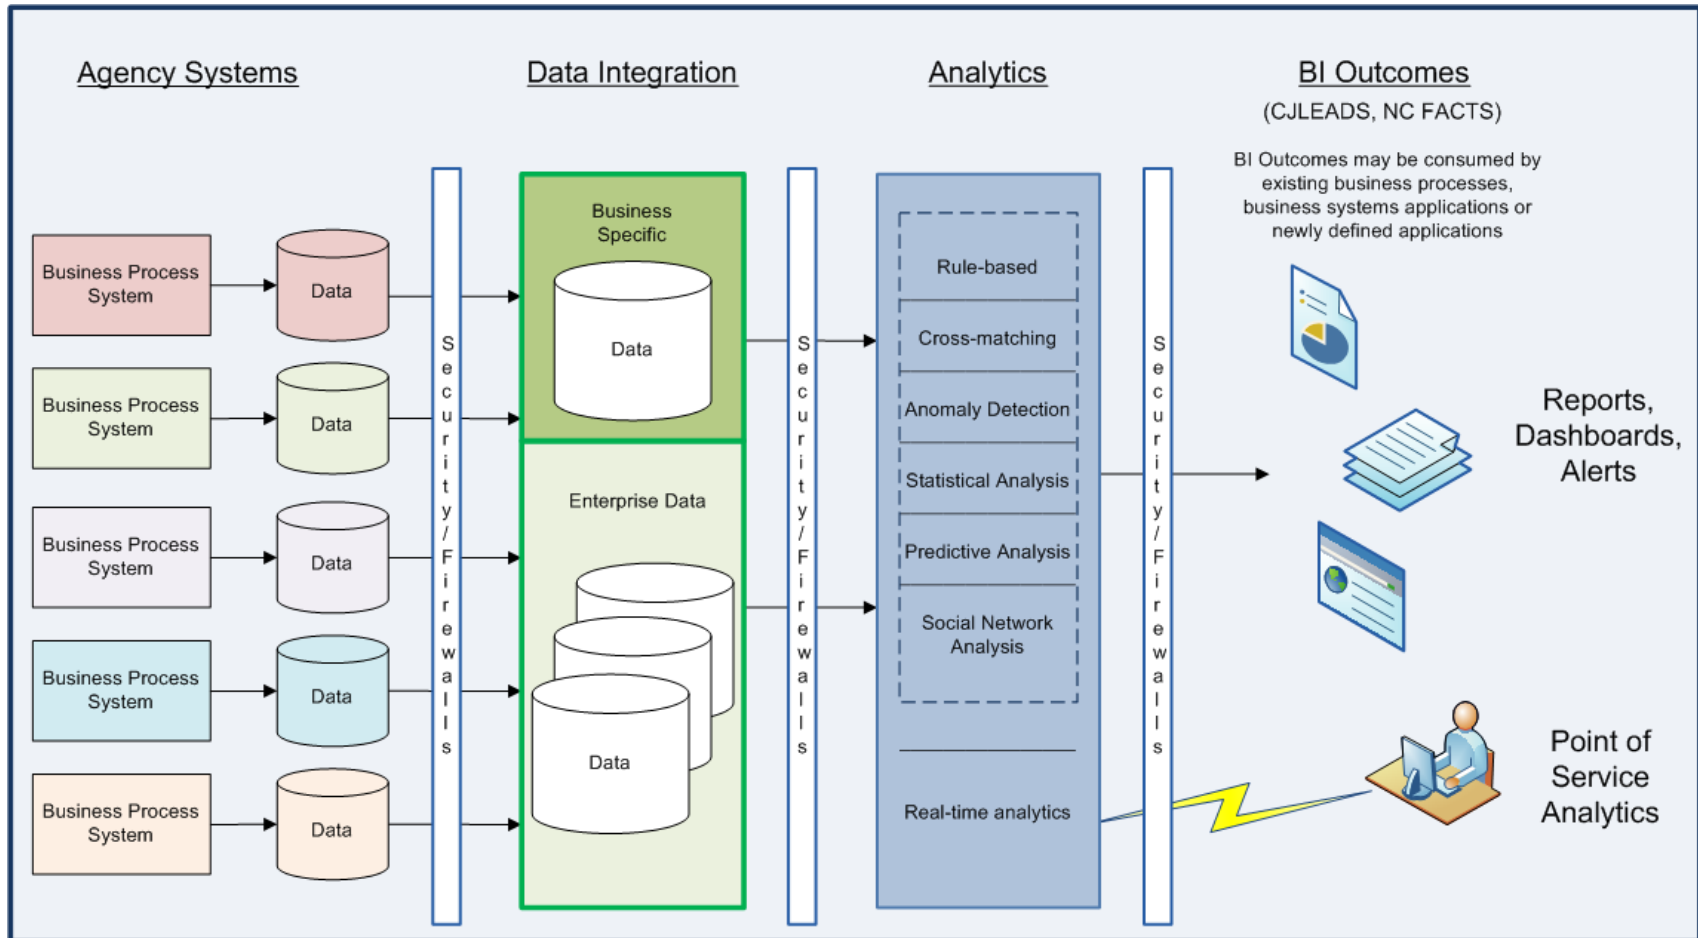 Agency Systems
Data Integration
Analytics
BI Outcomes
(CJLEADS, NC FACTS)
BI Outcomes may be consumed by
existing business processes,
business systems applications or
newly defined applications
Business Process
System
Data
Business Process
System
Data
Business Process
System
Data
Business Process
System
Data
Business Process
System
Data
Security/Firewalls
Business
Specific
Data
Enterprise Data
Data
Security/Firewalls
Rule-based
Cross-matching
Anomaly Detection
Statistical Analysis
Predictive Analysis
Social Network
Analysis
Real-time analytics
Security/Firewalls
Reports,
Dashboards,
Alerts
Point of
Service
Analytics